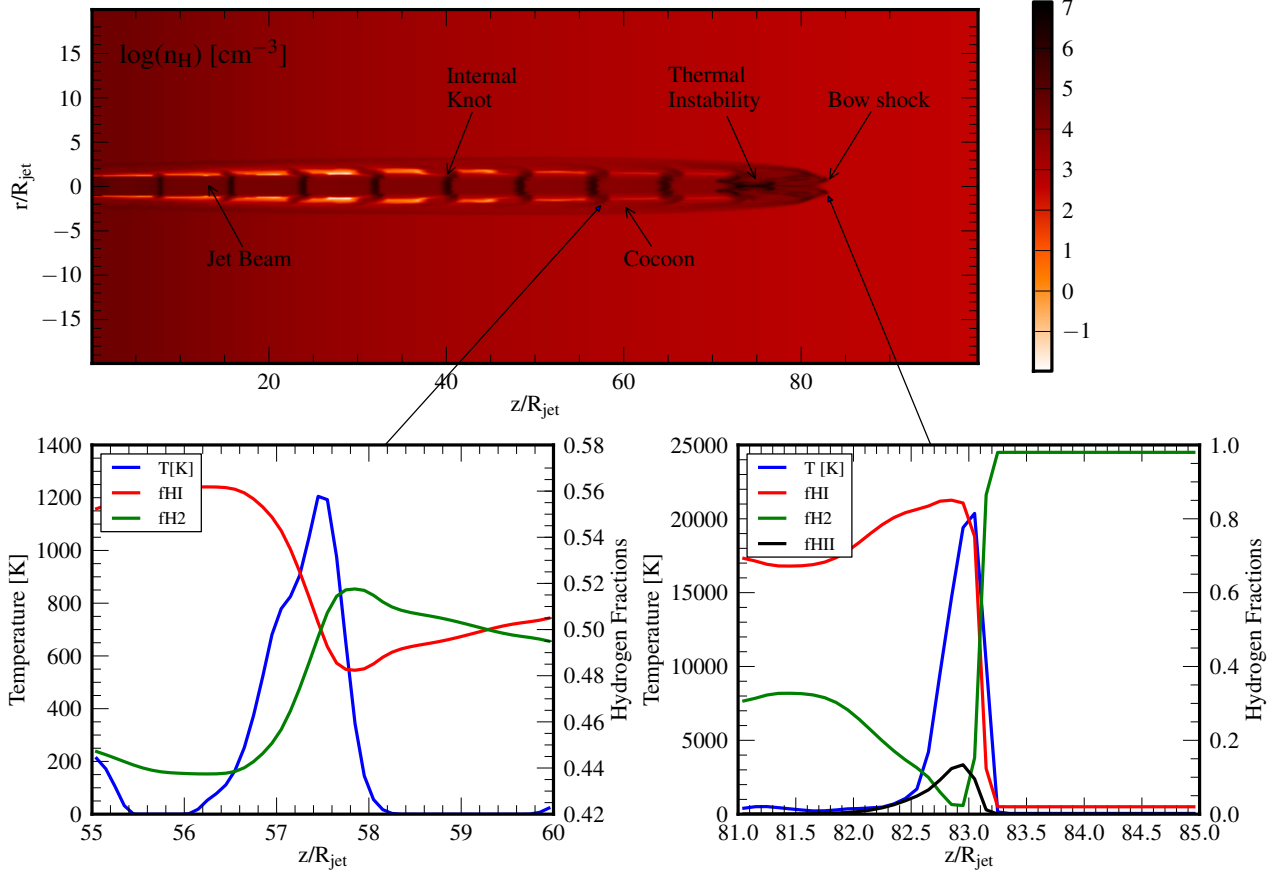 log(n_H) [cm^−3]
Internal
Knot
Thermal
Instability
Bow shock
Jet Beam
Cocoon
15
10
5
0
−5
−10
−15
r/R_jet
20
40
60
80
z/R_jet
7
6
5
4
3
2
1
0
−1
T[K]
fHI
fH2
1400
1200
1000
800
600
400
200
0
Temperature [K]
0.58
0.56
0.54
0.52
0.50
0.48
0.46
0.44
0.42
Hydrogen Fractions
55
56
57
58
59
60
z/R_jet
T [K]
fHI
fH2
fHII
25000
20000
15000
10000
5000
0
Temperature [K]
1.0
0.8
0.6
0.4
0.2
0.0
Hydrogen Fractions
81.0
81.5
82.0
82.5
83.0
83.5
84.0
84.5
85.0
z/R_jet